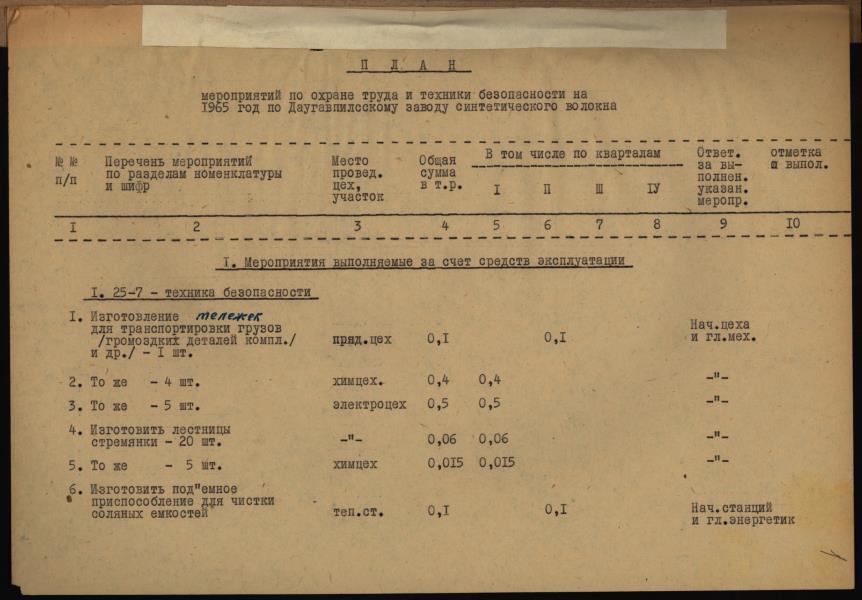 П Л А Н
мероприятий по охране труда и техники безопасности на
1965 год по Даугавпилсскому заводу синтетического волокна
№ № Перечень мероприятий Место Общая В том числе по кварталам Ответ. отметка
п/п по разделам номенклатуры провед. сумма за вы- о выпол.
и шифр цех, в т.р. I П Ш IУ полнен.
участок указан.
меропр.
I 2 3 4 5 6 7 8 9 10
I. Мероприятия выполняемые за счет средств эксплуатации
I. 25-7 - техника безопасности
I. Изготовление тележек
для транспортировки грузов Нач.цеха
/громоздких деталей компл./ пряд.цех 0,I 0,I и гл.мех.
и др./ - I шт.
2. То же - 4 шт. химцех. 0,4 0,4 -"-
3. То же - 5 шт. электроцех 0,5 0,5 -"-
4. Изготовить лестницы
стремянки - 20 шт. -"- 0,06 0,06 -"-
5. То же - 5 шт. химцех 0,015 0,015 -"-
6. Изготовить под"емное
приспособление для чистки
соляных емкостей теп.ст. 0,I 0,I Нач.станций
и гл.энергетик